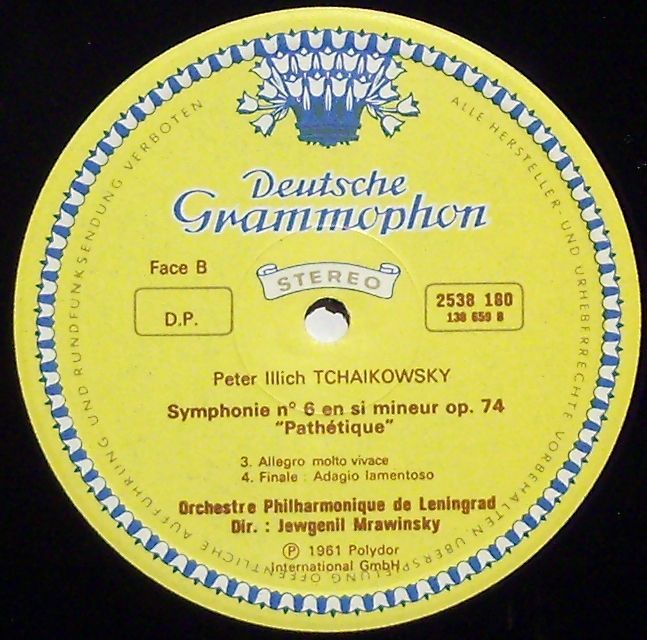 Deutsche
Grammophon
STEREO
Face B
D.P.
2538 180
138 659 B
Peter Illich TCHAIKOWSKY
Symphonie n° 6 en si mineur op. 74
"Pathétique"
3. Allegro molto vivace
4. Finale : Adagio lamentoso
Orchestre Philharmonique de Leningrad
Dir. : Jewgenil Mrawinsky
Ⓟ 1961 Polydor
International GmbH
ALLE HERSTELLER- UND URHEBERRECHTE VORBEHALTEN ÜBERSPIELUNG ÖFFENTLICHE AUFFÜHRUNG UND RUNDFUNKSENDUNG VERBOTEN